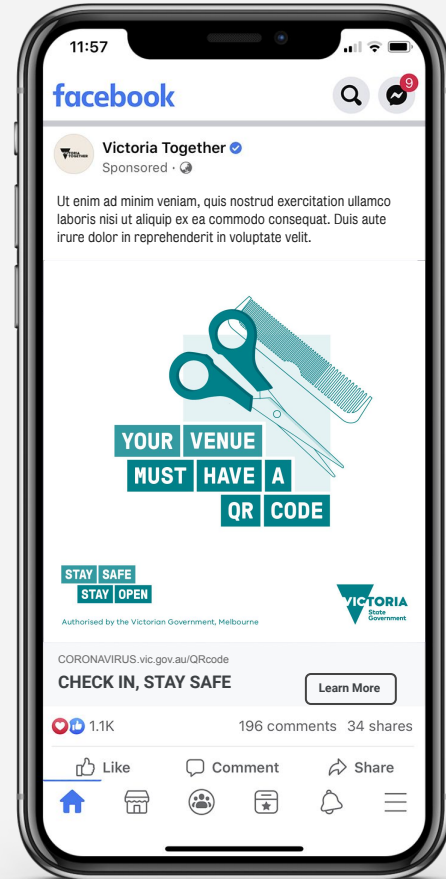 11:57
facebook
9
Victoria Together
Sponsored ·
Ut enim ad minim veniam, quis nostrud exercitation ullamco
laboris nisi ut aliquip ex ea commodo consequat. Duis aute
irure dolor in reprehenderit in voluptate velit.
YOUR VENUE
MUST HAVE A
QR CODE
STAY SAFE
STAY OPEN
Authorised by the Victorian Government, Melbourne
VICTORIA
State
Government
CORONAVIRUS.vic.gov.au/QRcode
CHECK IN, STAY SAFE
Learn More
1.1K
196 comments 34 shares
Like
Comment
Share